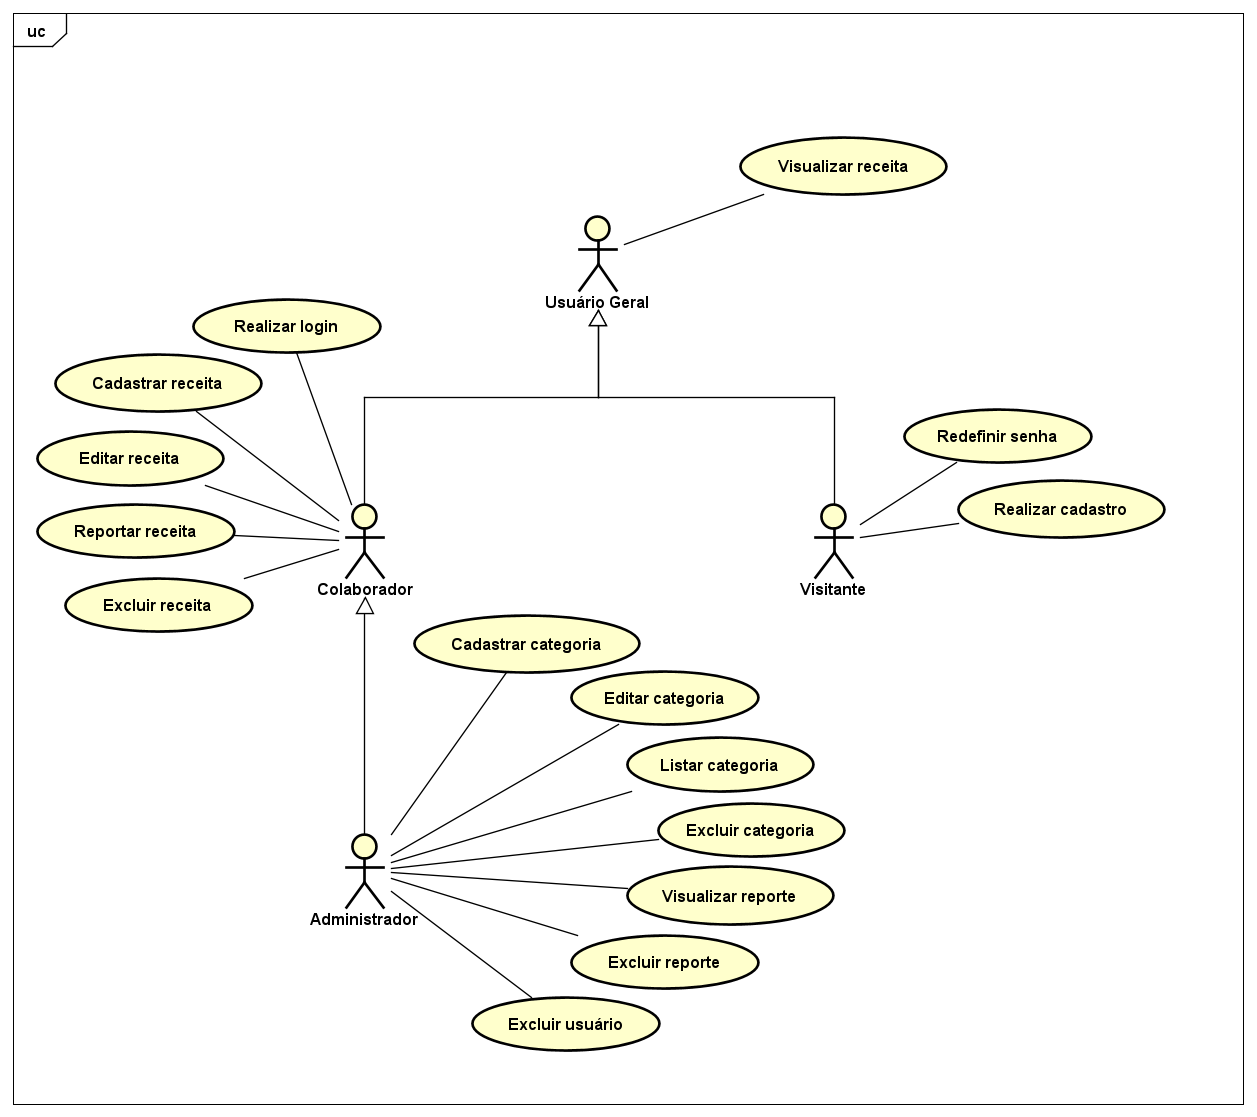 uc
Visualizar receita
Usuário Geral
Realizar login
Cadastrar receita
Editar receita
Reportar receita
Excluir receita
Colaborador
Redefinir senha
Realizar cadastro
Visitante
Cadastrar categoria
Editar categoria
Listar categoria
Excluir categoria
Visualizar reporte
Administrador
Excluir reporte
Excluir usuário